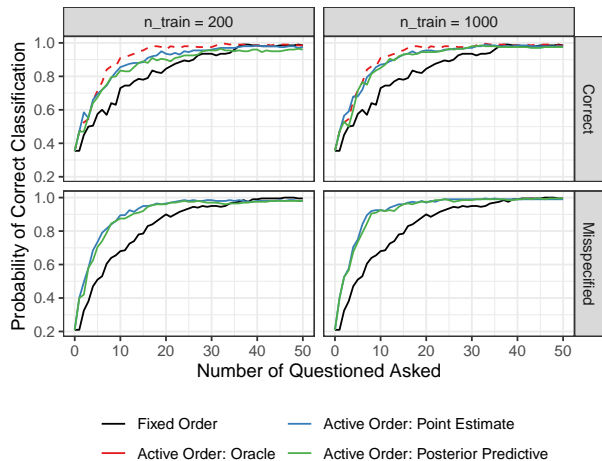 n_train = 200
n_train = 1000
Probability of Correct Classification
1.0
0.8
0.6
0.4
0.2
Correct
1.0
0.8
0.6
0.4
0.2
Misspecified
0 10 20 30 40 50
0 10 20 30 40 50
Number of Questioned Asked
Fixed Order
Active Order: Point Estimate
Active Order: Oracle
Active Order: Posterior Predictive